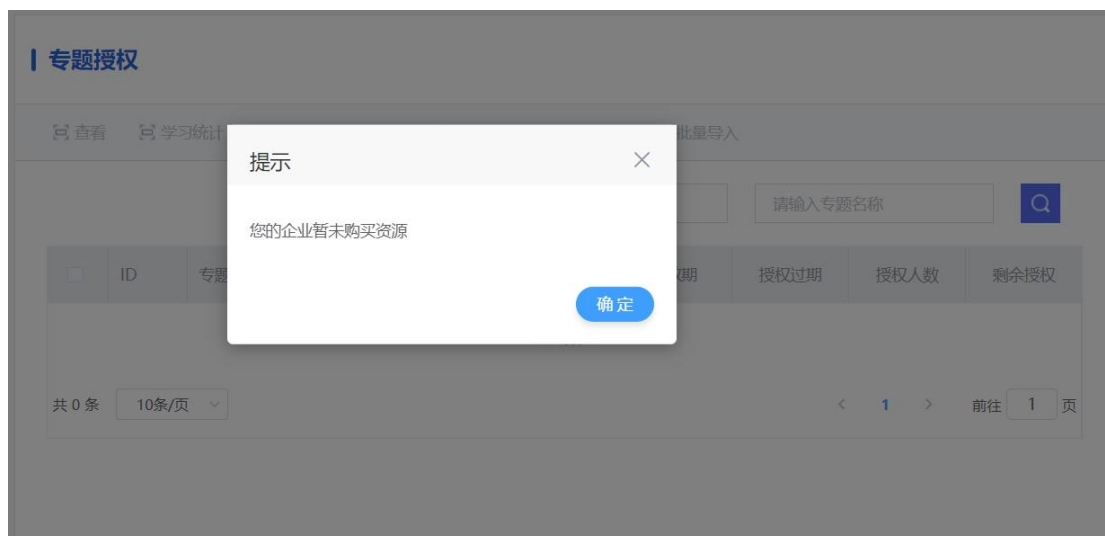 专题授权
查看 学习统计 批量导入
提示
您的企业暂未购买资源
确定
请输入专题名称
ID 专题 期 授权过期 授权人数 剩余授权
共 0 条 10条/页 1 前往 1 页